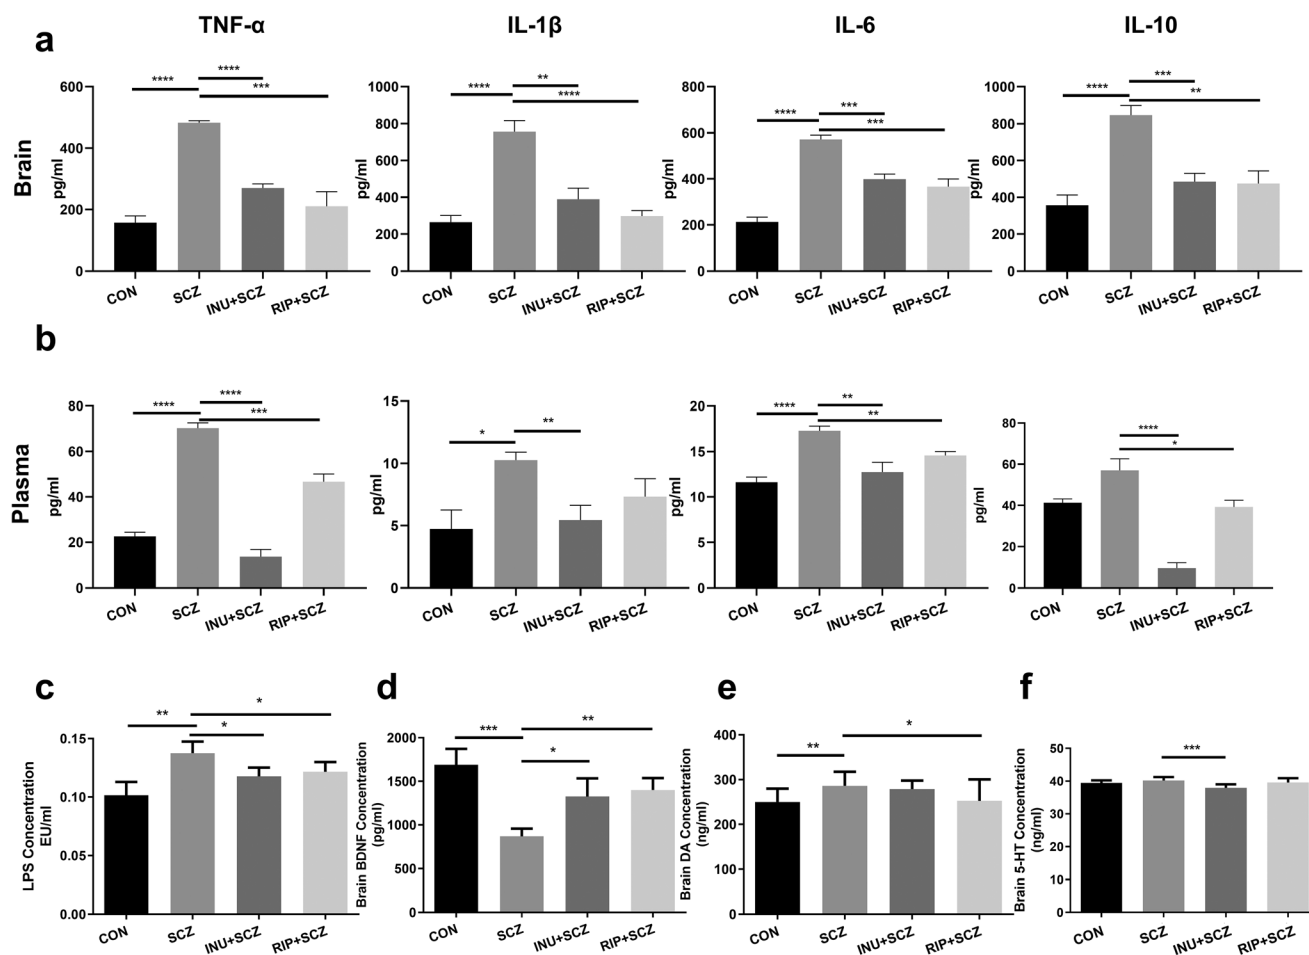 TNF-α IL-1β IL-6 IL-10
a
Brain
pg/ml
600
400
200
0
**** **** ***
CON SCZ INU+SCZ RIP+SCZ
pg/ml
1000
800
600
400
200
0
**** ** ****
CON SCZ INU+SCZ RIP+SCZ
pg/ml
800
600
400
200
0
**** *** ***
CON SCZ INU+SCZ RIP+SCZ
pg/ml
1000
800
600
400
200
0
**** *** **
CON SCZ INU+SCZ RIP+SCZ
b
Plasma
pg/ml
80
60
40
20
0
**** **** ***
CON SCZ INU+SCZ RIP+SCZ
pg/ml
15
10
5
0
* **
CON SCZ INU+SCZ RIP+SCZ
pg/ml
20
15
10
5
0
**** ** **
CON SCZ INU+SCZ RIP+SCZ
pg/ml
80
60
40
20
0
**** *
CON SCZ INU+SCZ RIP+SCZ
c
LPS Concentration
EU/ml
0.15
0.10
0.05
0.00
** * *
CON SCZ INU+SCZ RIP+SCZ
d
Brain BDNF Concentration
(pg/ml)
2000
1500
1000
500
0
*** ** *
CON SCZ INU+SCZ RIP+SCZ
e
Brain DA Concentration
(ng/ml)
400
300
200
100
0
** *
CON SCZ INU+SCZ RIP+SCZ
f
Brain 5-HT Concentration
(ng/ml)
50
40
30
20
10
0
***
CON SCZ INU+SCZ RIP+SCZ